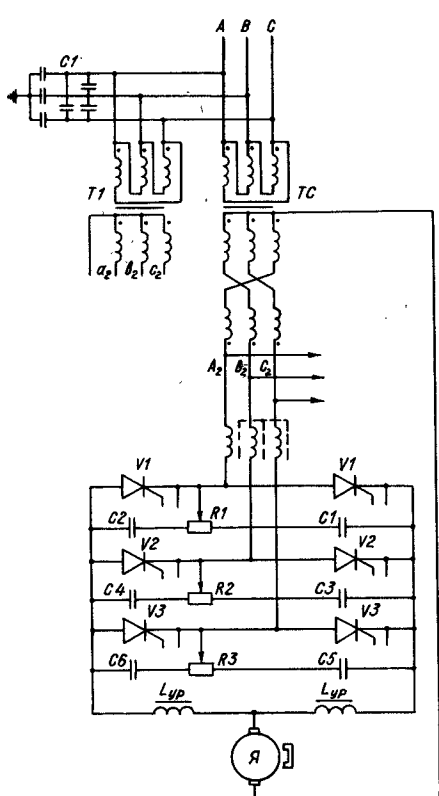 A B C
C1
T1 TC
a2 b2 c2
A2 B2 C2
V1 V1
C2 R1 C1
V2 V2
C4 R2 C3
V3 V3
C6 R3 C5
Lур Lур
Я